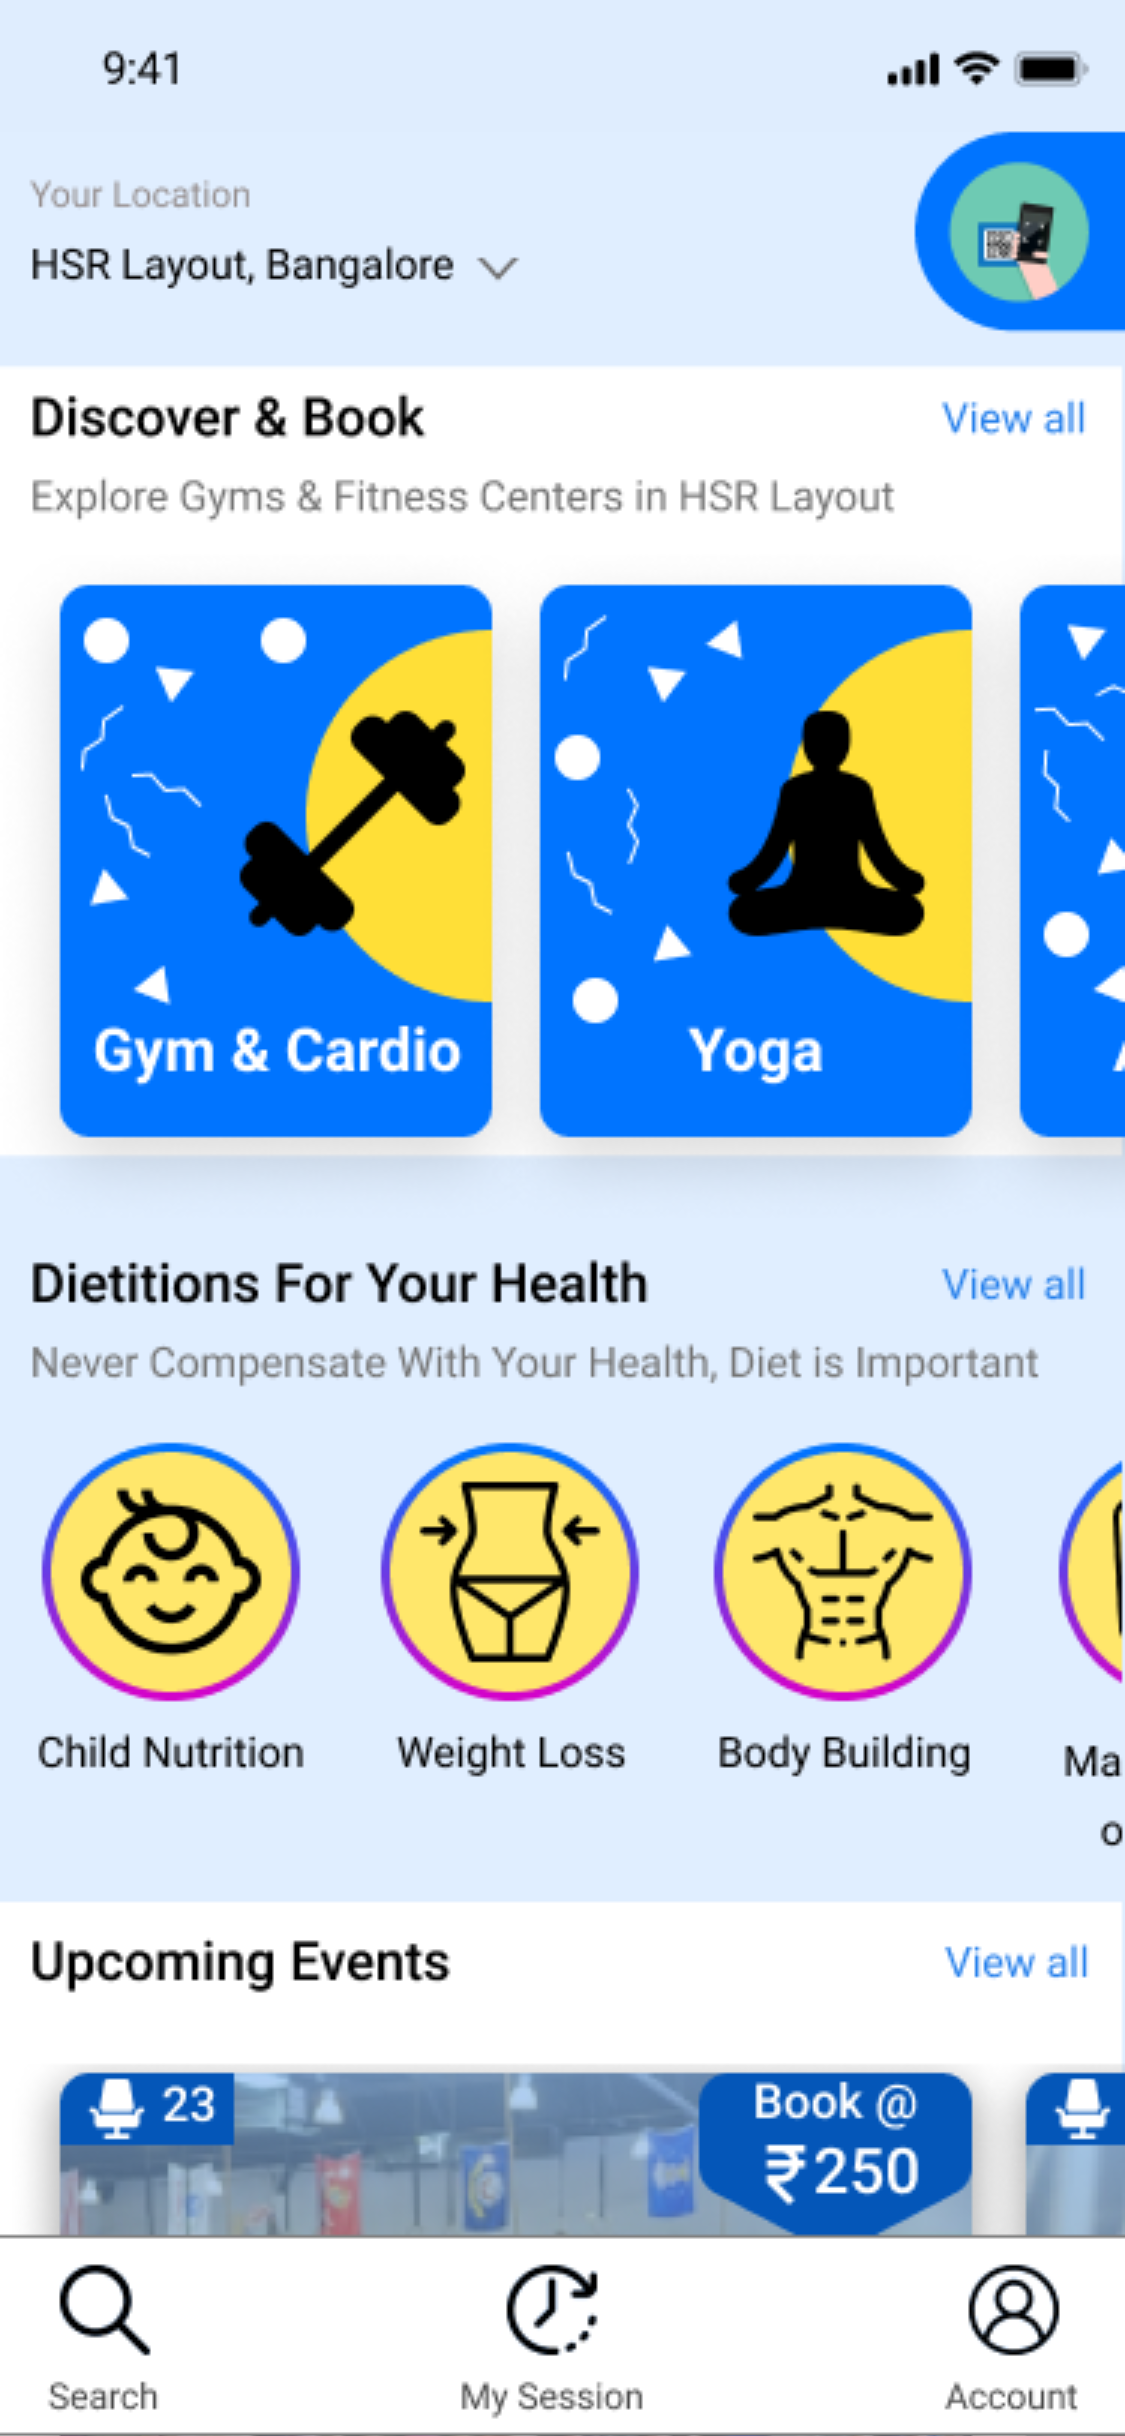 9:41
Your Location
HSR Layout, Bangalore
Discover & Book
View all
Explore Gyms & Fitness Centers in HSR Layout
Gym & Cardio
Yoga
Dietitions For Your Health
View all
Never Compensate With Your Health, Diet is Important
Child Nutrition
Weight Loss
Body Building
Ma
o
Upcoming Events
View all
23
Book @
₹250
Search
My Session
Account